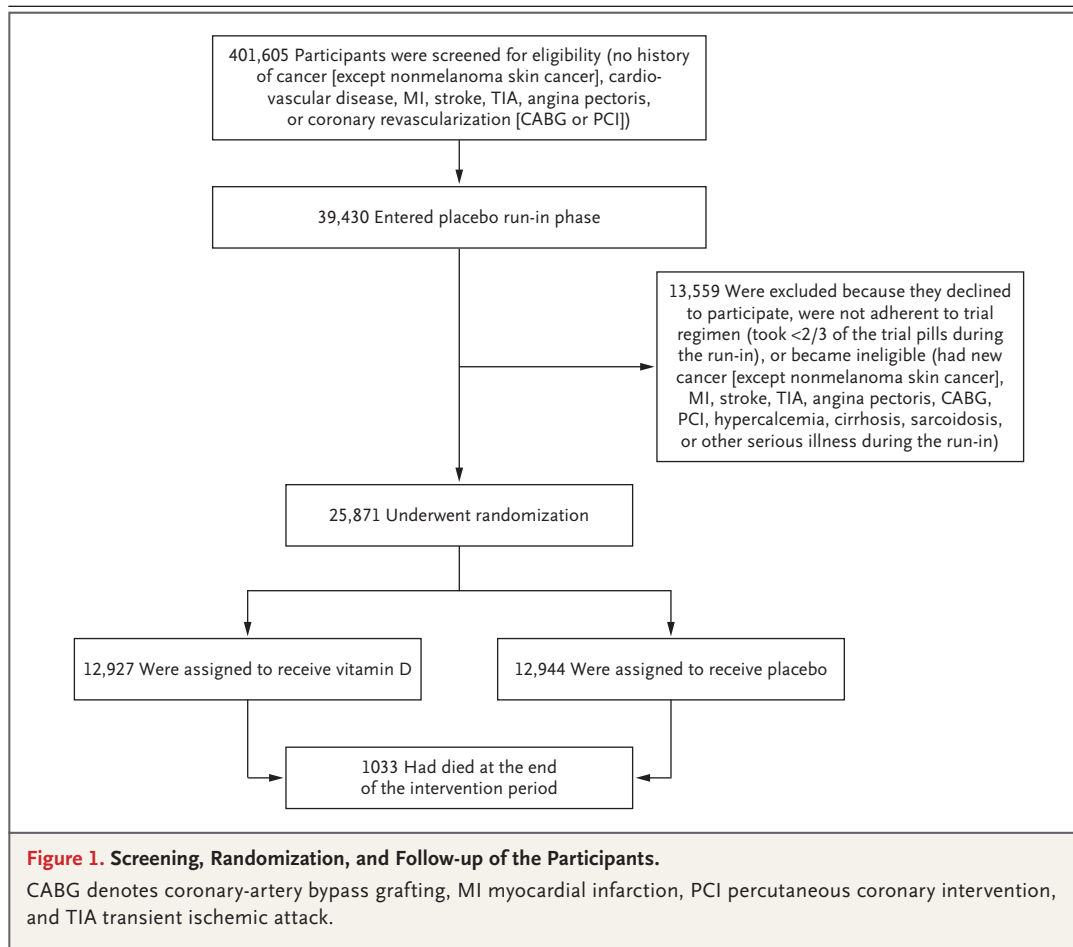 401,605 Participants were screened for eligibility (no history
of cancer [except nonmelanoma skin cancer], cardio-
vascular disease, MI, stroke, TIA, angina pectoris,
or coronary revascularization [CABG or PCI])
39,430 Entered placebo run-in phase
13,559 Were excluded because they declined
to participate, were not adherent to trial
regimen (took <2/3 of the trial pills during
the run-in), or became ineligible (had new
cancer [except nonmelanoma skin cancer],
MI, stroke, TIA, angina pectoris, CABG,
PCI, hypercalcemia, cirrhosis, sarcoidosis,
or other serious illness during the run-in)
25,871 Underwent randomization
12,927 Were assigned to receive vitamin D
12,944 Were assigned to receive placebo
1033 Had died at the end
of the intervention period
Figure 1. Screening, Randomization, and Follow-up of the Participants.
CABG denotes coronary-artery bypass grafting, MI myocardial infarction, PCI percutaneous coronary intervention,
and TIA transient ischemic attack.